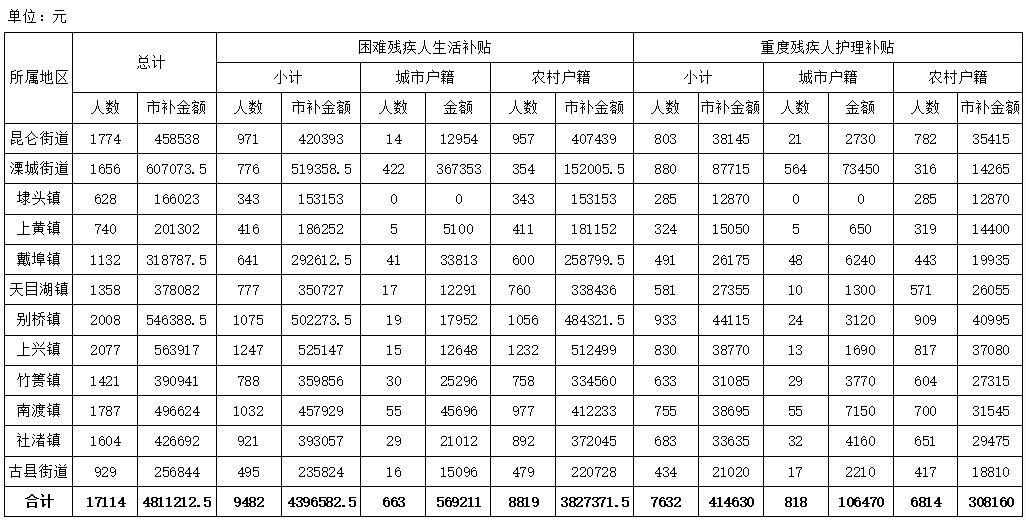 单位：元
困难残疾人生活补贴 重度残疾人护理补贴
所属地区 总计 小计 城市户籍 农村户籍 小计 城市户籍 农村户籍
人数 市补金额 人数 市补金额 人数 金额 人数 市补金额 人数 市补金额 人数 金额 人数 市补金额
昆仑街道 1774 458538 971 420393 14 12954 957 407439 803 38145 21 2730 782 35415
溧城街道 1656 607073.5 776 519358.5 422 367353 354 152005.5 880 87715 564 73450 316 14265
埭头镇 628 166023 343 153153 0 0 343 153153 285 12870 0 0 285 12870
上黄镇 740 201302 416 186252 5 5100 411 181152 324 15050 5 650 319 14400
戴埠镇 1132 318787.5 641 292612.5 41 33813 600 258799.5 491 26175 48 6240 443 19935
天目湖镇 1358 378082 777 350727 17 12291 760 338436 581 27355 10 1300 571 26055
别桥镇 2008 546388.5 1075 502273.5 19 17952 1056 484321.5 933 44115 24 3120 909 40995
上兴镇 2077 563917 1247 525147 15 12648 1232 512499 830 38770 13 1690 817 37080
竹箦镇 1421 390941 788 359856 30 25296 758 334560 633 31085 29 3770 604 27315
南渡镇 1787 496624 1032 457929 55 45696 977 412233 755 38695 55 7150 700 31545
社渚镇 1604 426692 921 393057 29 21012 892 372045 683 33635 32 4160 651 29475
古县街道 929 256844 495 235824 16 15096 479 220728 434 21020 17 2210 417 18810
合计 17114 4811212.5 9482 4396582.5 663 569211 8819 3827371.5 7632 414630 818 106470 6814 308160